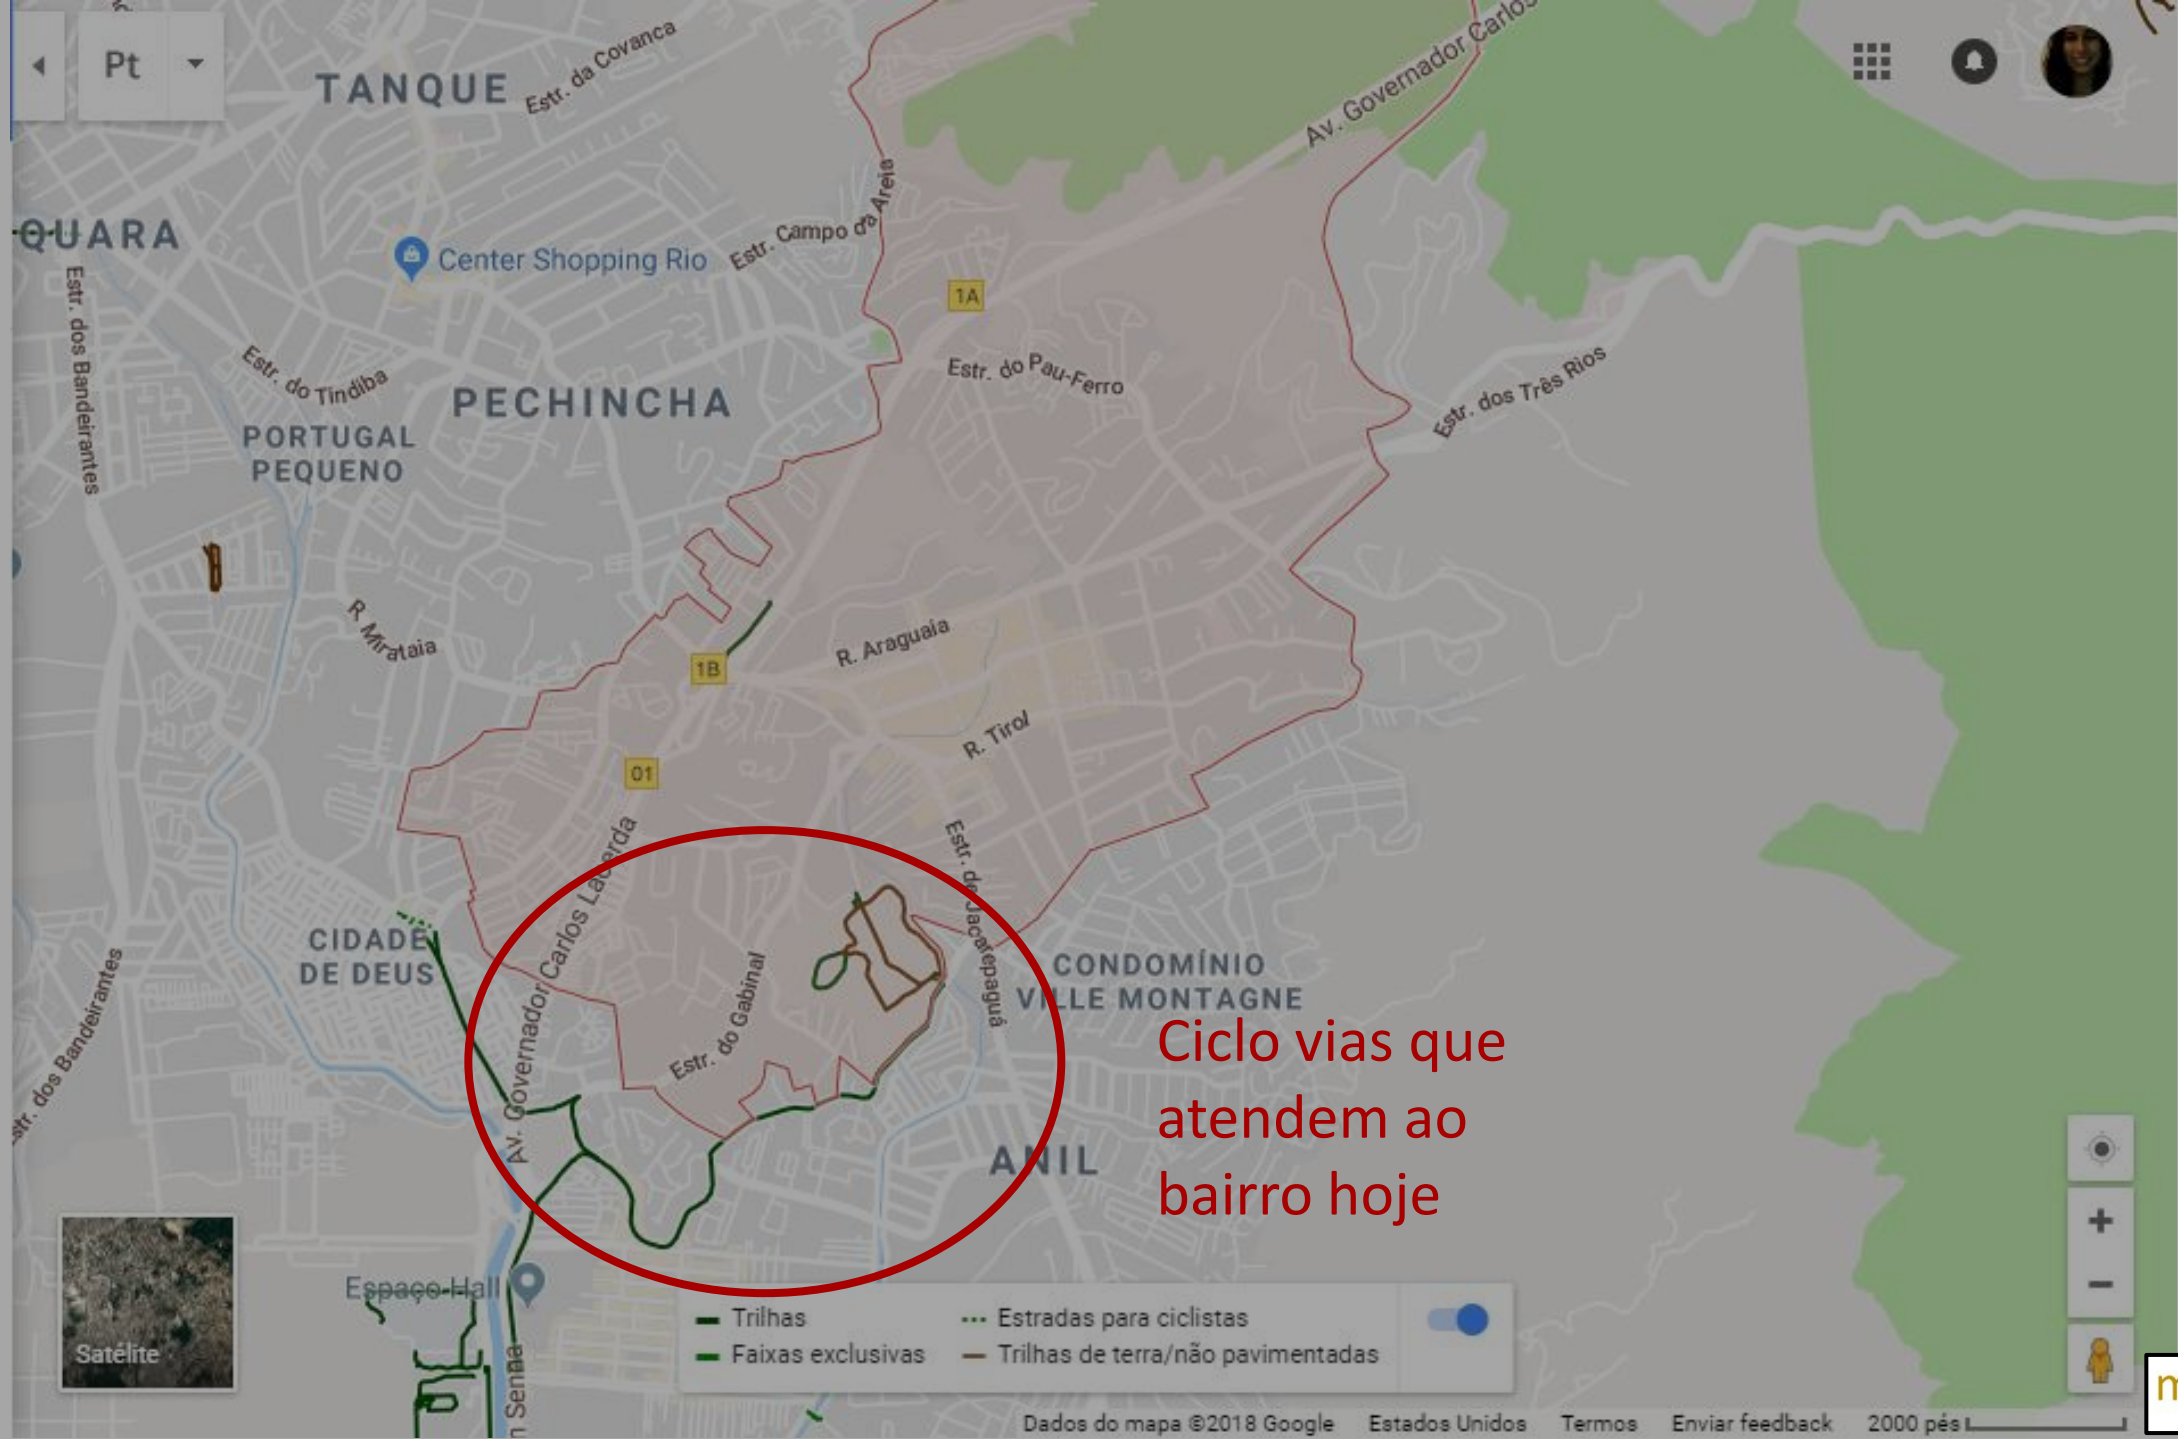 Pt
TANQUE
Estr. da Covanca
Av. Governador Carlos
QUARA
Center Shopping Rio
Estr. Campo da Areia
1A
Estr. dos Bandeirantes
Estr. do Tindiba
PECHINCHA
Estr. do Pau-Ferro
Estr. dos Três Rios
PORTUGAL
PEQUENO
R. Mirataia
R. Araguaia
1B
R. Tirol
01
Av. Governador Carlos Lacerda
Estr. de Jacarepaguá
CIDADE
DE DEUS
CONDOMÍNIO
VILLE MONTAGNE
Estr. do Gabinal
str. dos Bandeirantes
Ciclo vias que
atendem ao
bairro hoje
ANIL
Espaço Hall
Satélite
n Senna
Trilhas
Estradas para ciclistas
Faixas exclusivas
Trilhas de terra/não pavimentadas
Dados do mapa ©2018 Google Estados Unidos Termos Enviar feedback 2000 pés